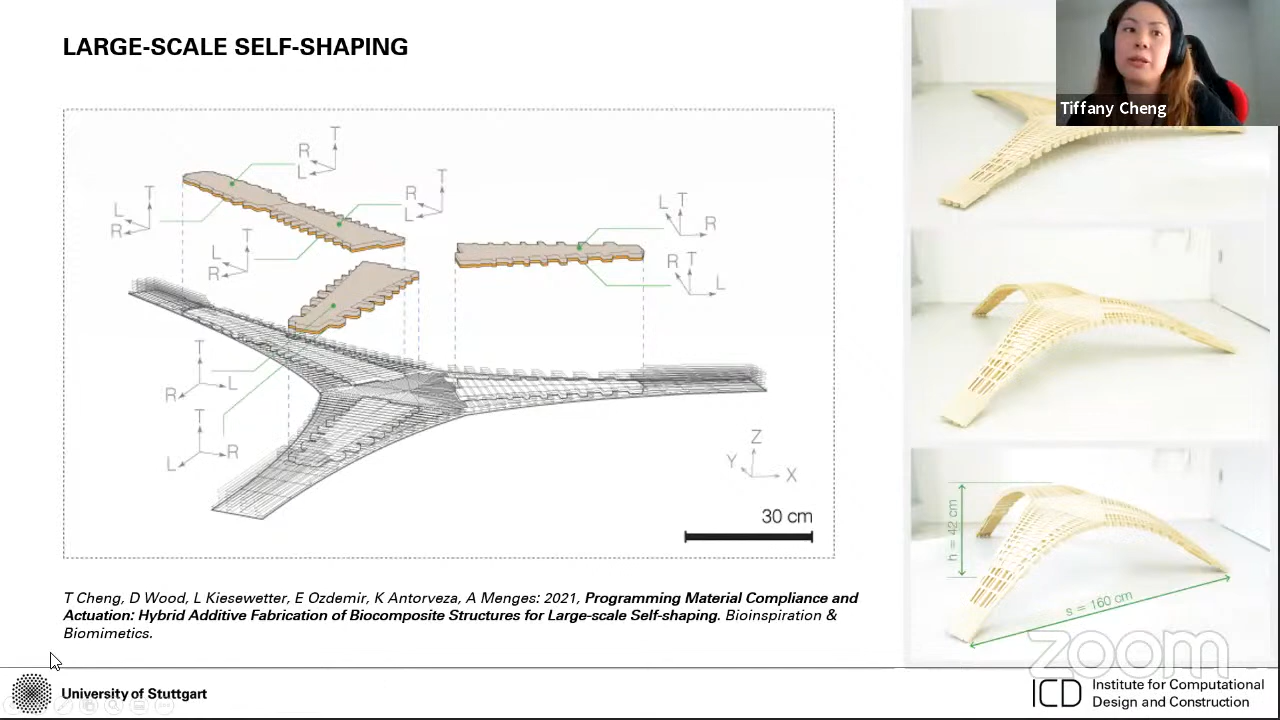 LARGE-SCALE SELF-SHAPING
Tiffany Cheng
T
R
L
T
L
R
T
R
L
T
L
R
L T
R
R T
L
T
R L
T
L R
Z
Y
X
30 cm
h = 42 cm
s = 160 cm
T Cheng, D Wood, L Kiesewetter, E Ozdemir, K Antorveza, A Menges: 2021, Programming Material Compliance and
Actuation: Hybrid Additive Fabrication of Biocomposite Structures for Large-scale Self-shaping. Bioinspiration &
Biomimetics.
zoom
University of Stuttgart
ICD
Institute for Computational
Design and Construction